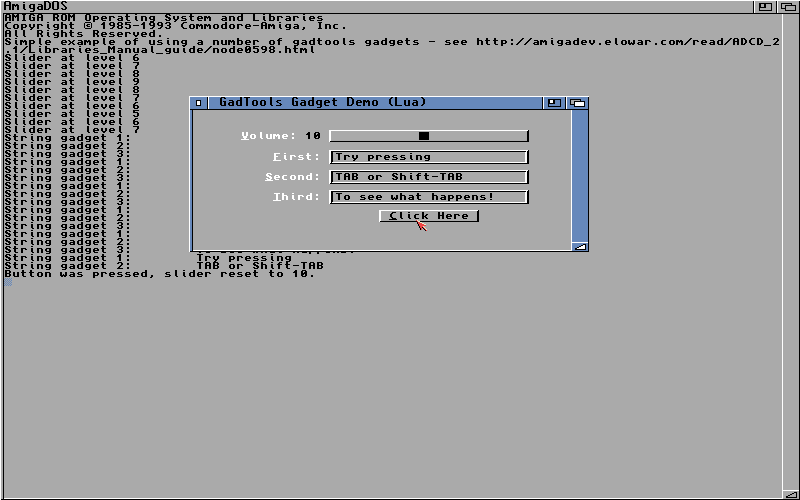 AmigaDOS
AMIGA ROM Operating System and Libraries
Copyright © 1985-1993 Commodore-Amiga, Inc.
All Rights Reserved.
Simple example of using a number of gadtools gadgets - see http://amigadev.elowar.com/read/ADCD_2
.1/Libraries_Manual_guide/node0598.html
Slider at level 6
Slider at level 7
Slider at level 8
Slider at level 9
Slider at level 8
Slider at level 7
Slider at level 6
Slider at level 5
Slider at level 6
Slider at level 7
String gadget 1:
String gadget 2:
String gadget 3:
String gadget 1:
String gadget 2:
String gadget 3:
String gadget 1:
String gadget 2:
String gadget 3:
String gadget 1:
String gadget 2:
String gadget 3:
String gadget 1:
String gadget 2:
String gadget 3:
String gadget 1: Try pressing
String gadget 2: TAB or Shift-TAB
Button was pressed, slider reset to 10.
GadTools Gadget Demo (Lua)
Volume: 10
First: Try pressing
Second: TAB or Shift-TAB
Third: To see what happens!
Click Here